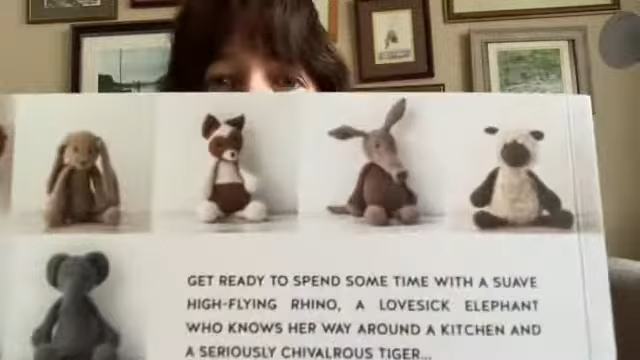 GET READY TO SPEND SOME TIME WITH A SUAVE
HIGH-FLYING RHINO, A LOVESICK ELEPHANT
WHO KNOWS HER WAY AROUND A KITCHEN AND
A SERIOUSLY CHIVALROUS TIGER...